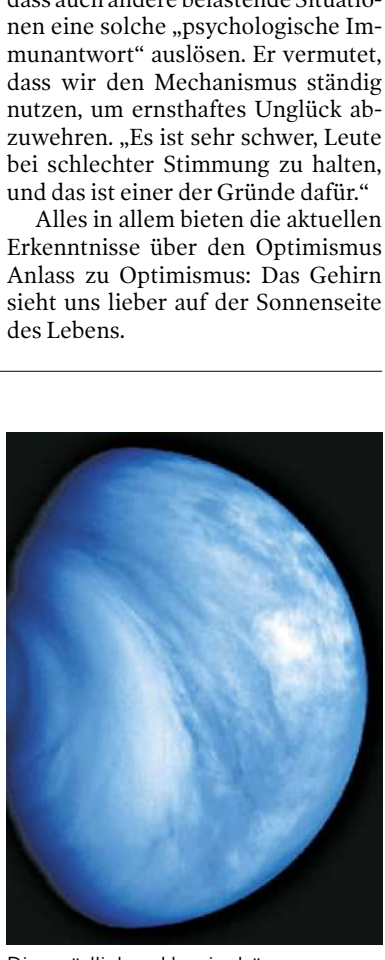 dass auch andere belastende Situatio-
nen eine solche „psychologische Im-
munantwort“ auslösen. Er vermutet,
dass wir den Mechanismus ständig
nutzen, um ernsthaftes Unglück ab-
zuwehren. „Es ist sehr schwer, Leute
bei schlechter Stimmung zu halten,
und das ist einer der Gründe dafür.“
Alles in allem bieten die aktuellen
Erkenntnisse über den Optimismus
Anlass zu Optimismus: Das Gehirn
sieht uns lieber auf der Sonnenseite
des Lebens.